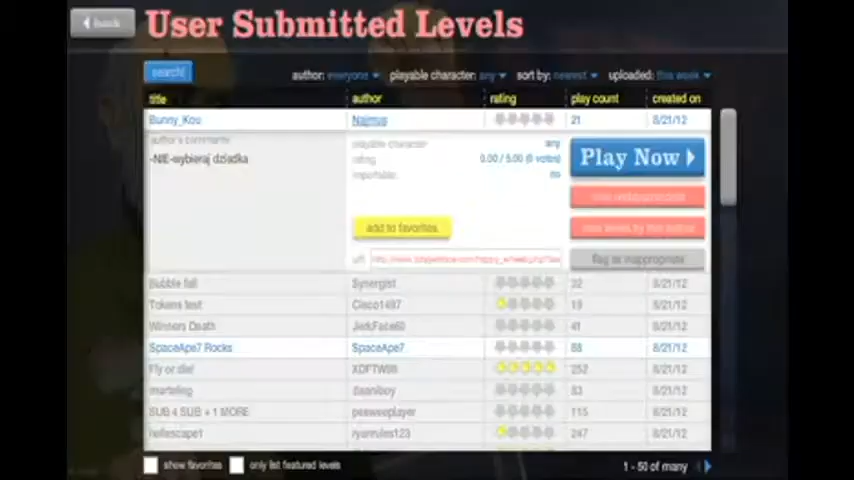 back
User Submitted Levels
search!
author: everyone playable character: any sort by: newest uploaded: this week
title author rating play count created on
Bunny_Kou Najmus 21 8/21/12
author's comments:
-NIE-wybieraj dziadka
playable character any
rating 0.00 / 5.00 (0 votes)
importable: no
Play Now
add to favorites
url:
flag as inappropriate
Bubble fall Synergist 32 8/21/12
Tokens test Cisco1497 19 8/21/12
Winters Death JerkFace60 41 8/21/12
SpaceApe7 Rocks SpaceApe7 68 8/21/12
Fly or die! 252 8/21/12
marteling daaniboy 83 8/21/12
SUB 4 SUB + 1 MORE peeweeplayer 115 8/21/12
hellescape1 ryanrules123 247 8/21/12
show favorites only list featured levels 1 - 50 of many